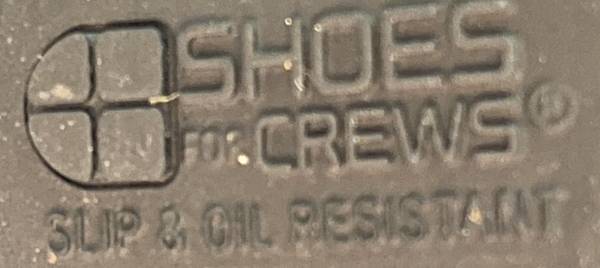 SHOES
FOR CREWS®
SLIP & OIL RESISTANT